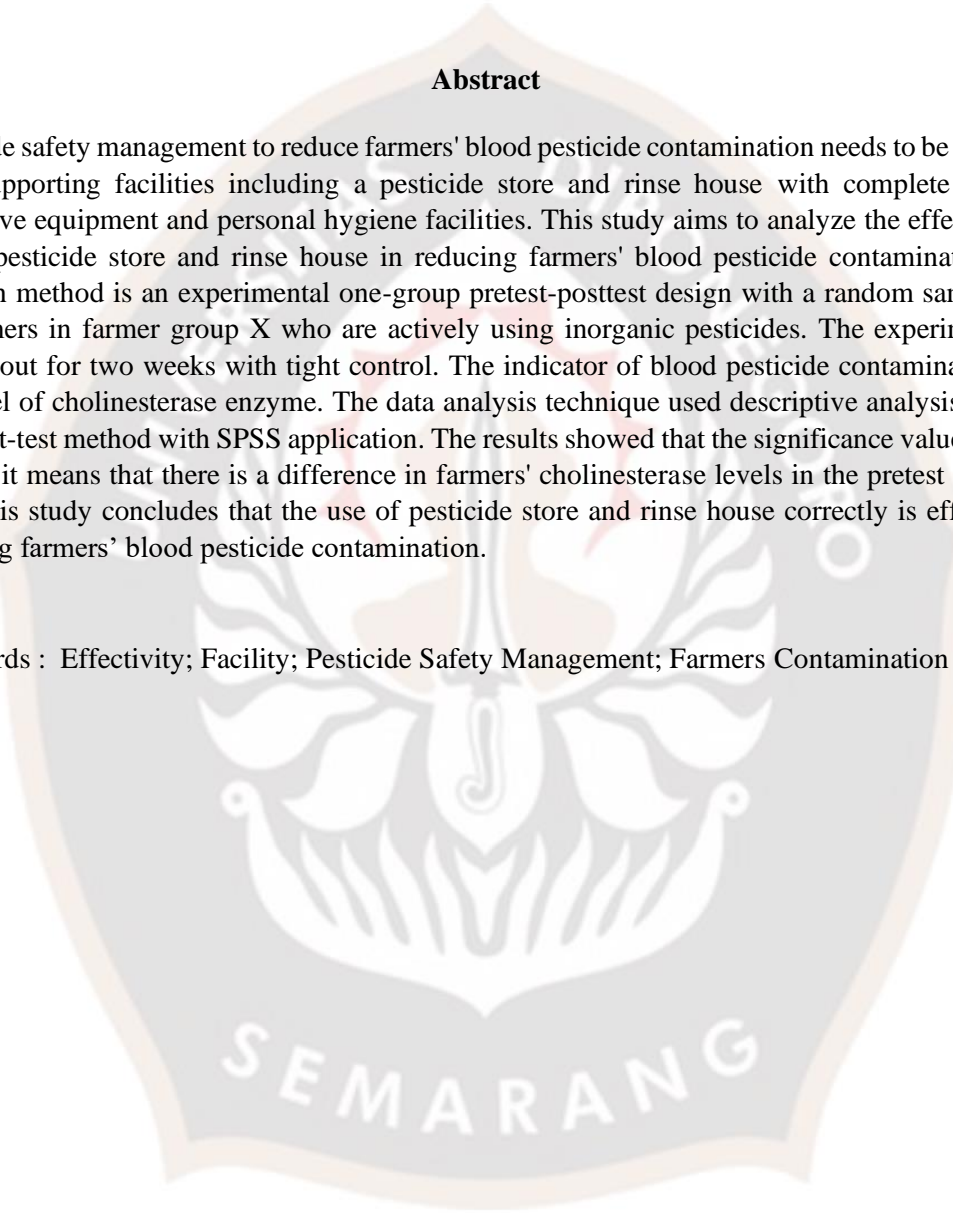 Abstract
le safety management to reduce farmers' blood pesticide contamination needs to be
pporting facilities including a pesticide store and rinse house with complete
ve equipment and personal hygiene facilities. This study aims to analyze the effe
pesticide store and rinse house in reducing farmers' blood pesticide contaminat
h method is an experimental one-group pretest-posttest design with a random sar
ners in farmer group X who are actively using inorganic pesticides. The experir
out for two weeks with tight control. The indicator of blood pesticide contamina
el of cholinesterase enzyme. The data analysis technique used descriptive analysis
t-test method with SPSS application. The results showed that the significance value
it means that there is a difference in farmers' cholinesterase levels in the pretest
is study concludes that the use of pesticide store and rinse house correctly is eff
g farmers’ blood pesticide contamination.
rds : Effectivity; Facility; Pesticide Safety Management; Farmers Contamination
UNIVERSITAS DIPONEGORO
SEMARANG